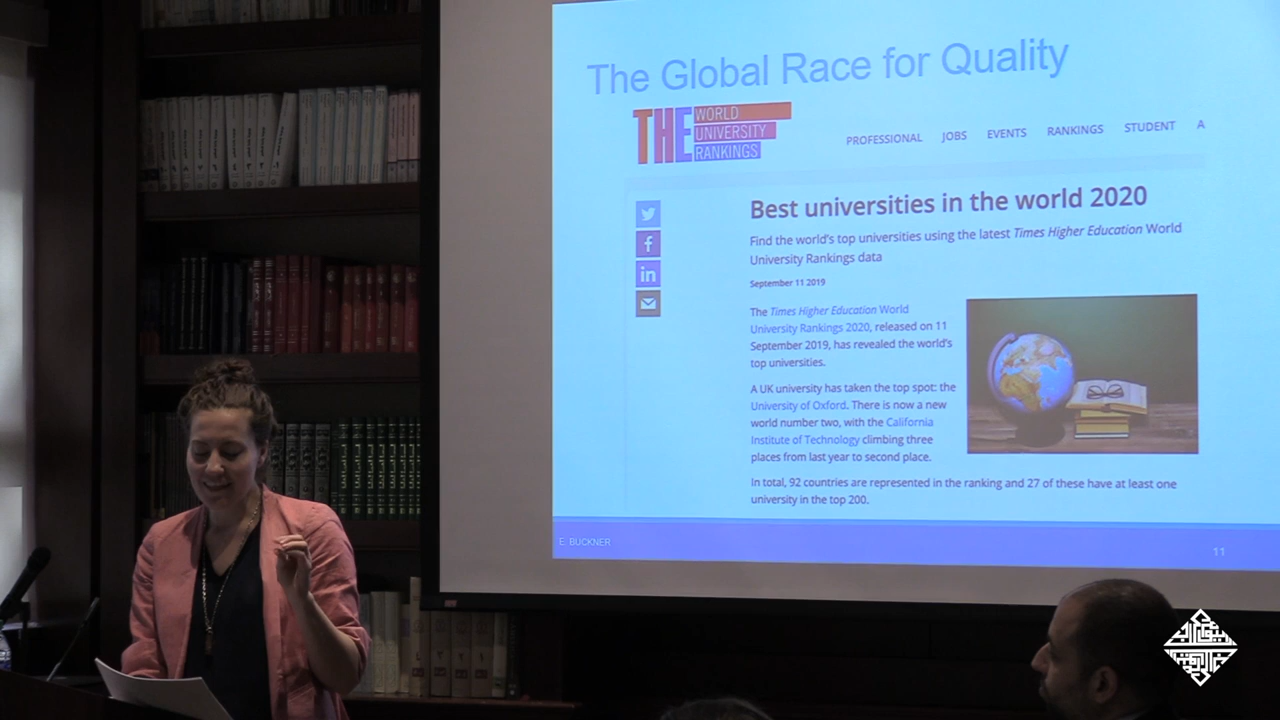 The Global Race for Quality
THE WORLD
UNIVERSITY
RANKINGS
PROFESSIONAL JOBS EVENTS RANKINGS STUDENT A
Best universities in the world 2020
Find the world's top universities using the latest Times Higher Education World
University Rankings data
September 11 2019
The Times Higher Education World
University Rankings 2020, released on 11
September 2019, has revealed the world's
top universities.
A UK university has taken the top spot: the
University of Oxford. There is now a new
world number two, with the California
Institute of Technology climbing three
places from last year to second place.
In total, 92 countries are represented in the ranking and 27 of these have at least one
university in the top 200.
E. BUCKNER
11